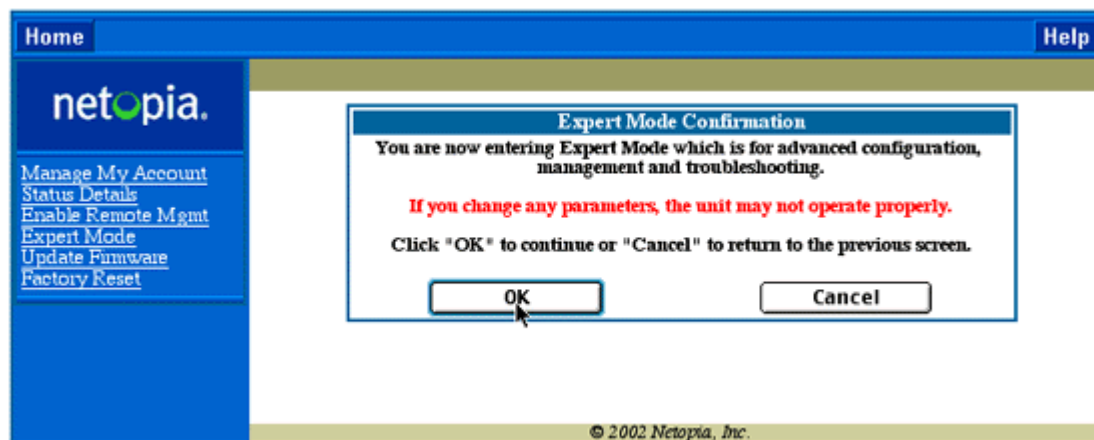 Home
Help
netopia.
Manage My Account
Status Details
Enable Remote Mgmt
Expert Mode
Update Firmware
Factory Reset
Expert Mode Confirmation
You are now entering Expert Mode which is for advanced configuration,
management and troubleshooting.
If you change any parameters, the unit may not operate properly.
Click "OK" to continue or "Cancel" to return to the previous screen.
OK
Cancel
© 2002 Netopia, Inc.